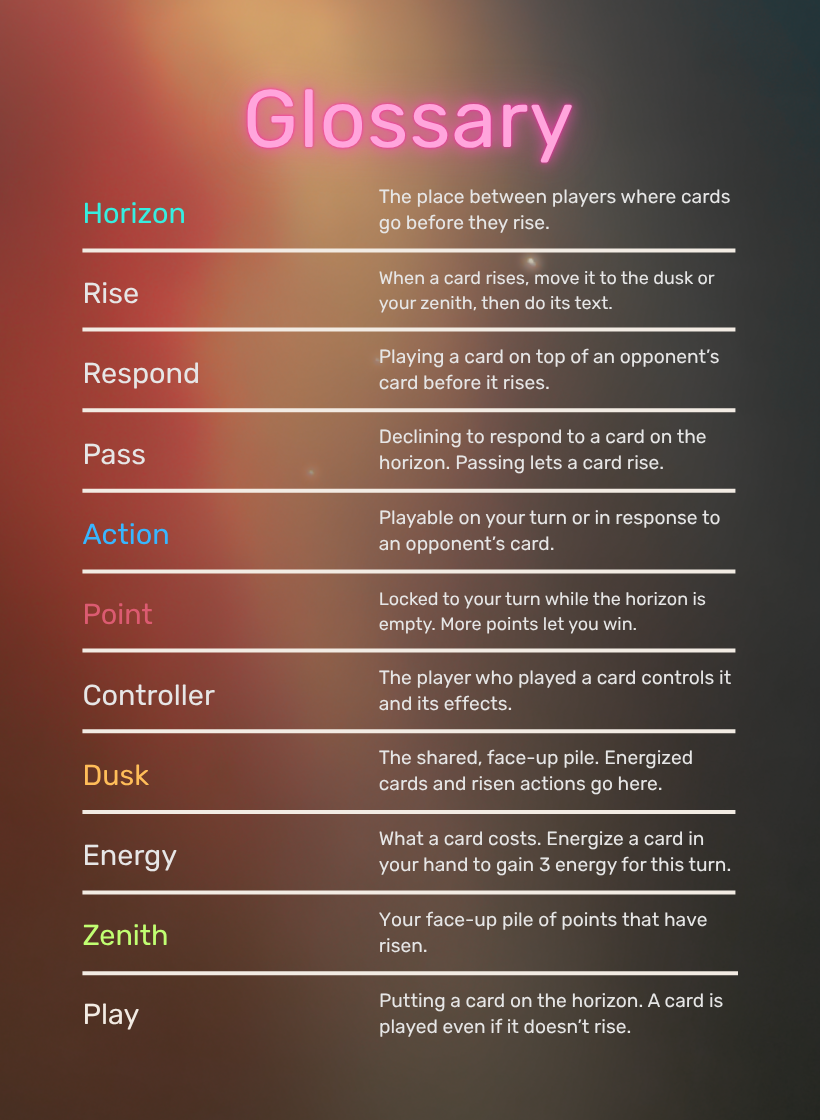 Glossary
Horizon
The place between players where cards
go before they rise.
Rise
When a card rises, move it to the dusk or
your zenith, then do its text.
Respond
Playing a card on top of an opponent’s
card before it rises.
Pass
Declining to respond to a card on the
horizon. Passing lets a card rise.
Action
Playable on your turn or in response to
an opponent’s card.
Point
Locked to your turn while the horizon is
empty. More points let you win.
Controller
The player who played a card controls it
and its effects.
Dusk
The shared, face-up pile. Energized
cards and risen actions go here.
Energy
What a card costs. Energize a card in
your hand to gain 3 energy for this turn.
Zenith
Your face-up pile of points that have
risen.
Play
Putting a card on the horizon. A card is
played even if it doesn’t rise.